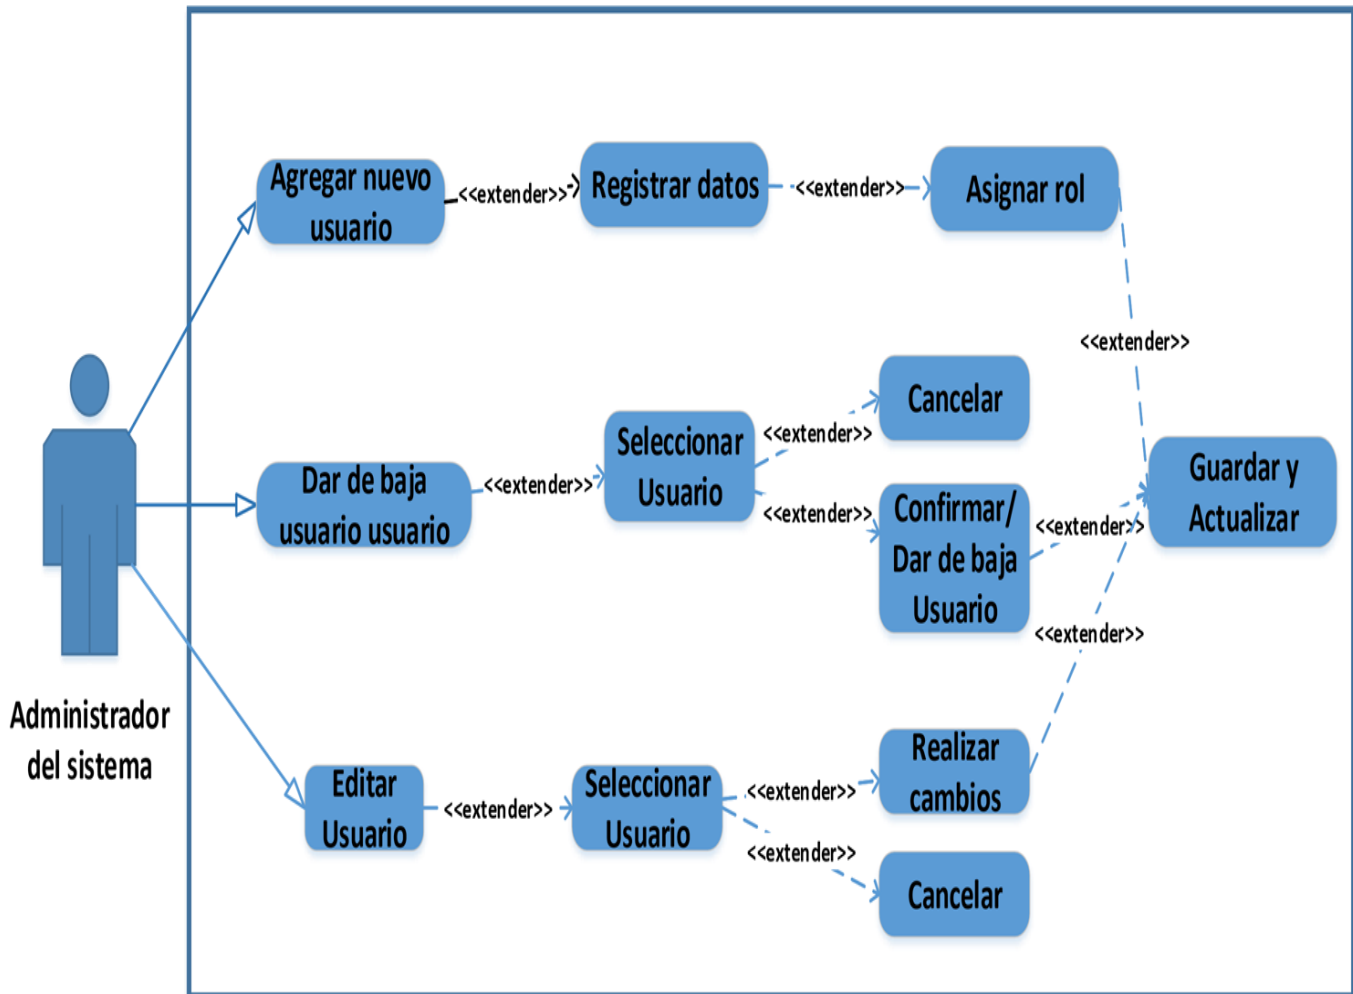 Agregar nuevo
usuario
<<extender>>
Registrar datos
<<extender>>
Asignar rol
<<extender>>
Dar de baja
usuario usuario
<<extender>>
Seleccionar
Usuario
<<extender>>
Cancelar
<<extender>>
Confirmar/
Dar de baja
Usuario
<<extender>>
Guardar y
Actualizar
<<extender>>
Administrador
del sistema
Editar
Usuario
<<extender>>
Seleccionar
Usuario
<<extender>>
Realizar
cambios
<<extender>>
Cancelar